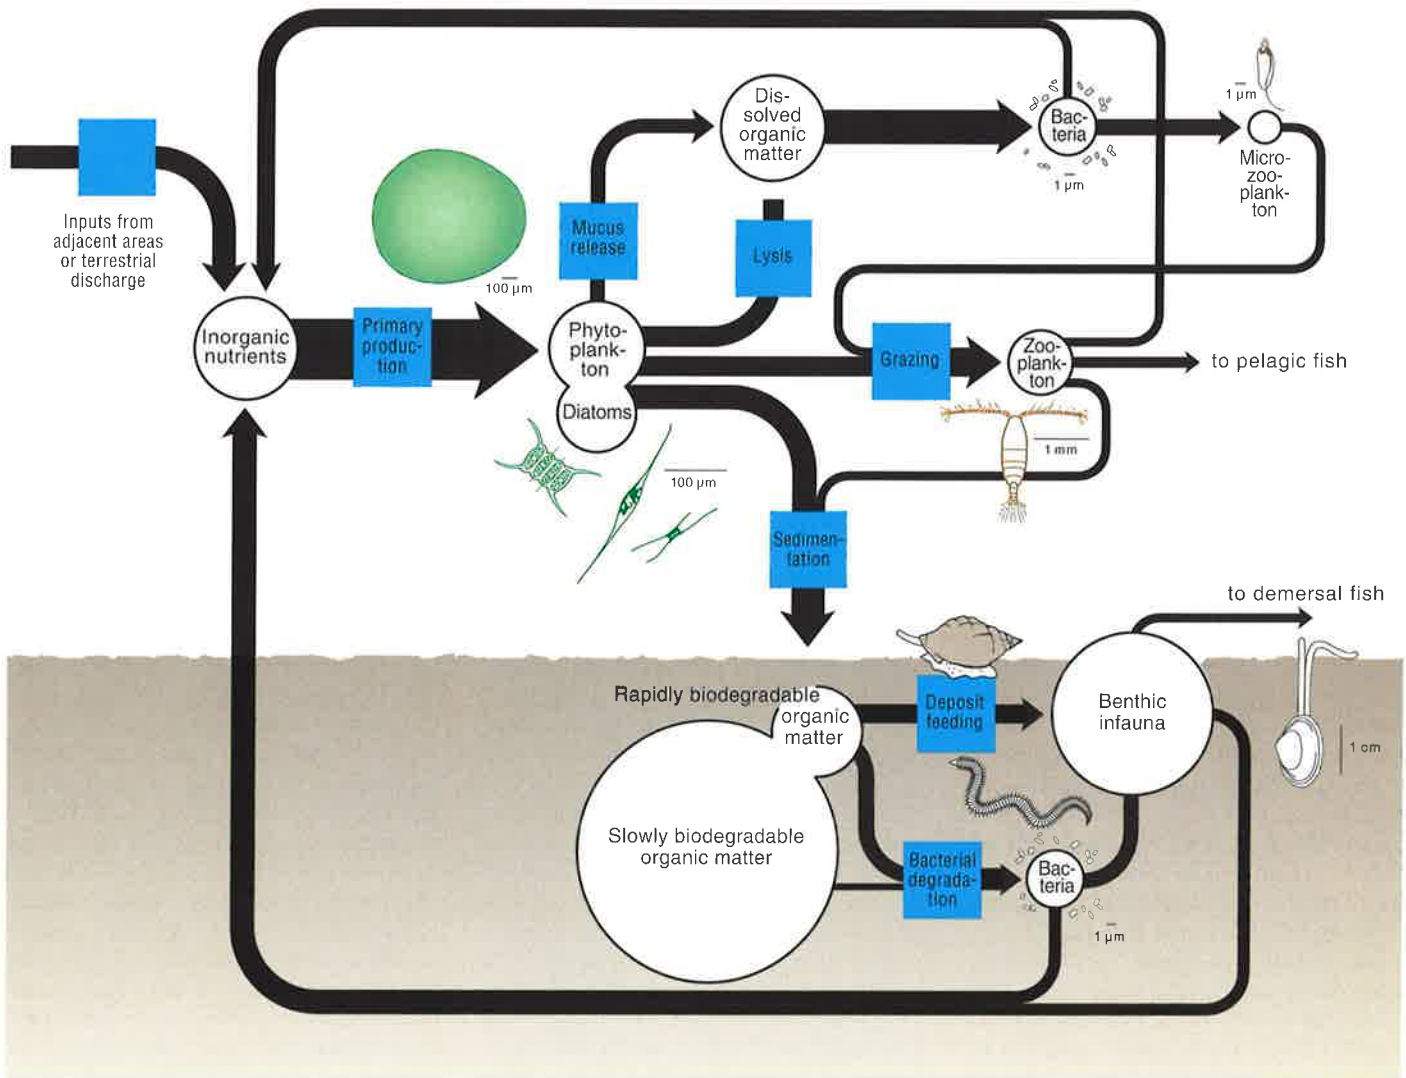 Dis-
solved
organic
matter
Bac-
teria
1 µm
1 µm
Micro-
zoo-
plank-
ton
Inputs from
adjacent areas
or terrestrial
discharge
Mucus
release
Lysis
100 µm
Inorganic
nutrients
Primary
produc-
tion
Phyto-
plank-
ton
Diatoms
Grazing
Zoo-
plank-
ton
to pelagic fish
1 mm
100 µm
Sedimen-
tation
to demersal fish
Rapidly biodegradable
organic
matter
Deposit
feeding
Benthic
infauna
1 cm
Slowly biodegradable
organic matter
Bacterial
degrada-
tion
Bac-
teria
1 µm